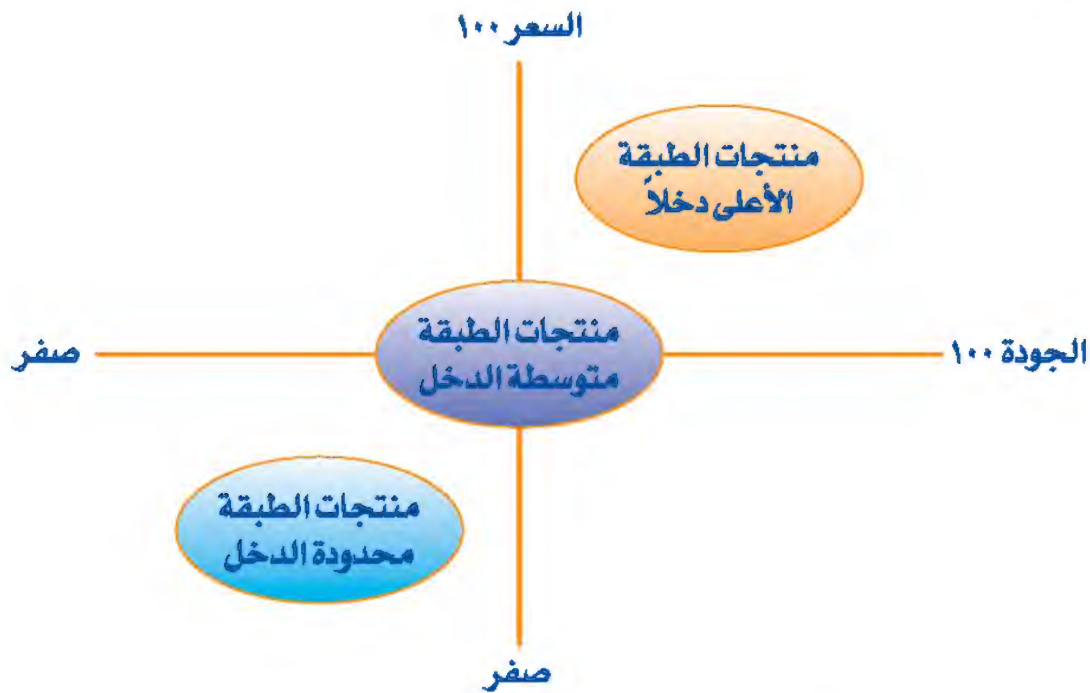 السعر ١٠٠
منتجات الطبقة
الأعلى دخلاً
الجودة ١٠٠
منتجات الطبقة
متوسطة الدخل
صفر
منتجات الطبقة
محدودة الدخل
صفر